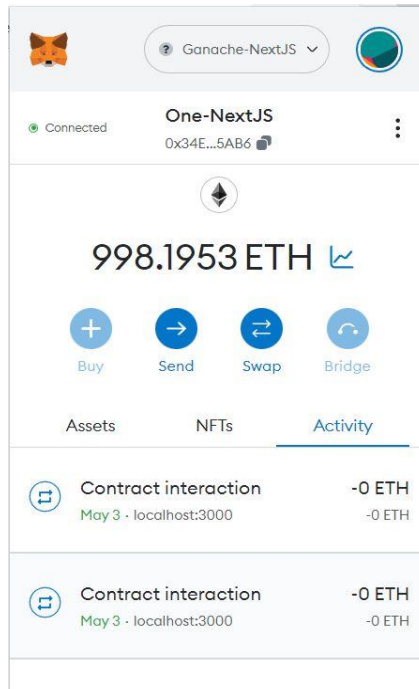 Ganache-NextJS
Connected
One-NextJS
0x34E...5AB6
998.1953 ETH
Buy
Send
Swap
Bridge
Assets
NFTs
Activity
Contract interaction
-0 ETH
May 3 · localhost:3000
-0 ETH
Contract interaction
-0 ETH
May 3 · localhost:3000
-0 ETH